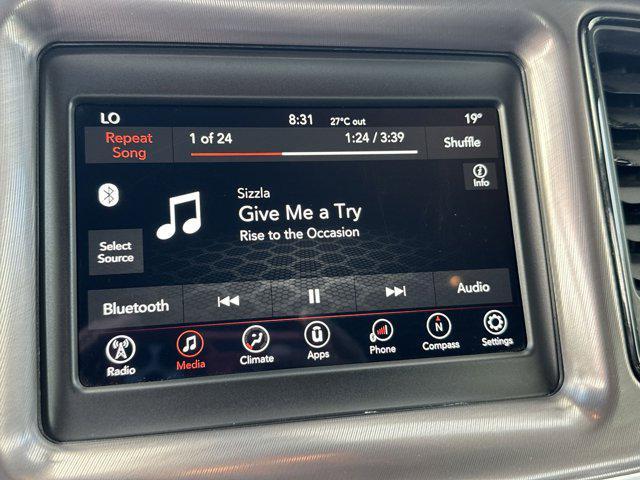 LO 8:31 27°C out 19°
Repeat Song 1 of 24 1:24 / 3:39 Shuffle
Info
Sizzla
Give Me a Try
Rise to the Occasion
Select
Source
Bluetooth Audio
Radio Media Climate Apps Phone N Compass Settings